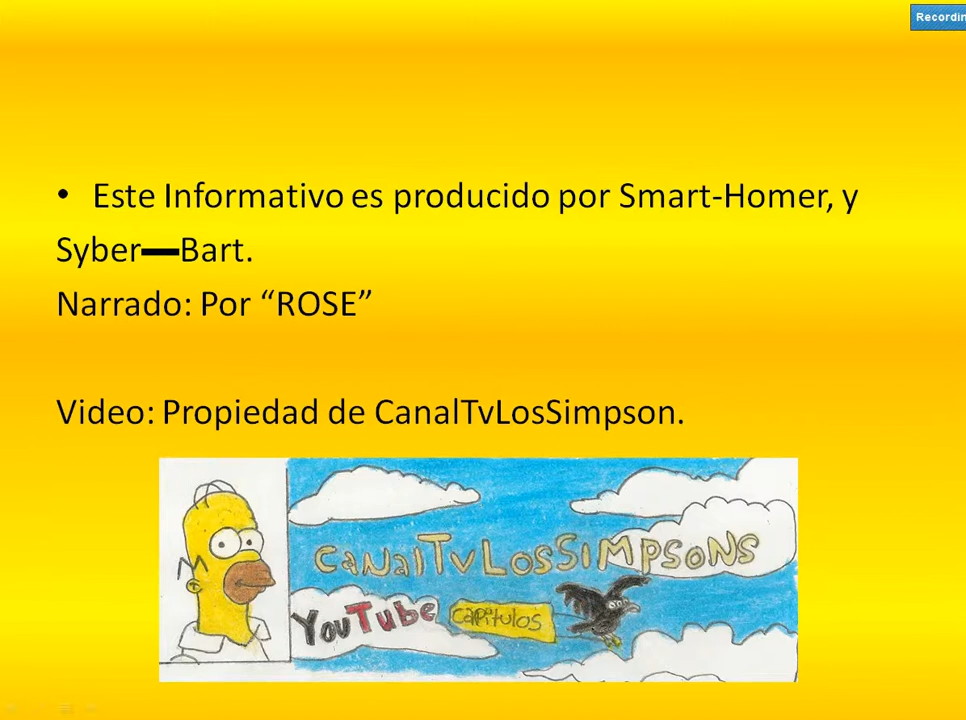 Recordin
• Este Informativo es producido por Smart-Homer, y
Syber▬Bart.
Narrado: Por “ROSE”
Video: Propiedad de CanalTvLosSimpson.
CanalTvLosSiMPSoNS
YouTube capitulos